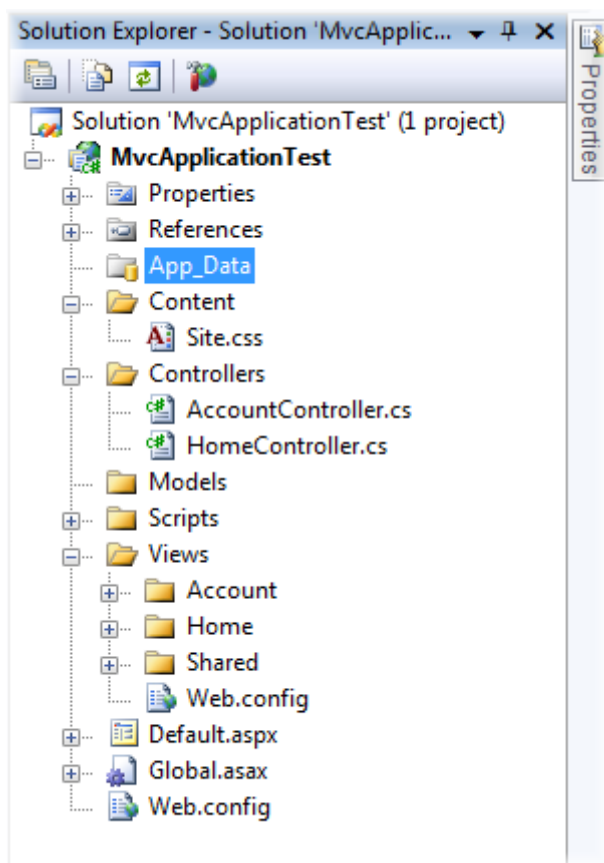 Solution Explorer - Solution 'MvcApplic...
Properties
Solution 'MvcApplicationTest' (1 project)
MvcApplicationTest
Properties
References
App_Data
Content
Site.css
Controllers
AccountController.cs
HomeController.cs
Models
Scripts
Views
Account
Home
Shared
Web.config
Default.aspx
Global.asax
Web.config